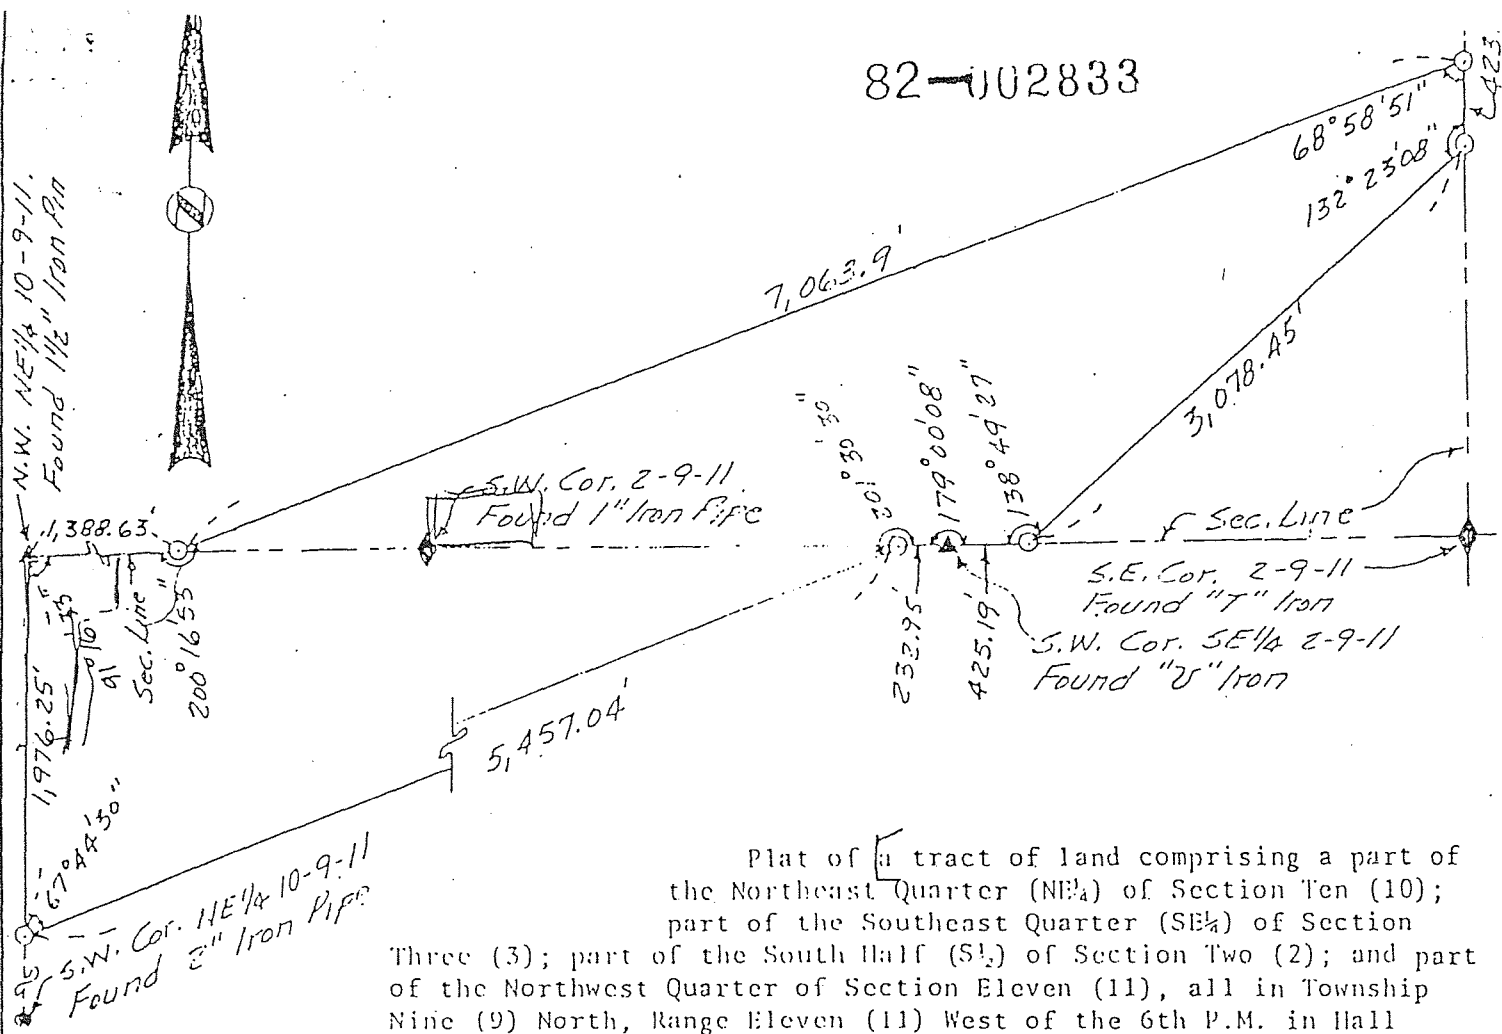 82-002833
423.
68°58'51"
132°23'08"
N.W. NE1/4 10-9-11.
Found 1 1/2" Iron Pin
7,063.9'
3,078.45'
1,388.63'
S.W. Cor. 2-9-11
Found 1" Iron Pipe
201°30'30"
179°00'08"
138°49'27"
Sec. Line
S.E. Cor. 2-9-11
Found "T" Iron
S.W. Cor. SE1/4 2-9-11
Found "U" Iron
232.95'
425.19'
Sec. Line
200°16'53"
1,976.25'
5,457.04'
67°44'30"
S.W. Cor. NE1/4 10-9-11
Found 2" Iron Pipe
Plat of a tract of land comprising a part of
the Northeast Quarter (NE¼) of Section Ten (10);
part of the Southeast Quarter (SE¼) of Section
Three (3); part of the South Half (S½) of Section Two (2); and part
of the Northwest Quarter of Section Eleven (11), all in Township
Nine (9) North, Range Eleven (11) West of the 6th P.M. in Hall